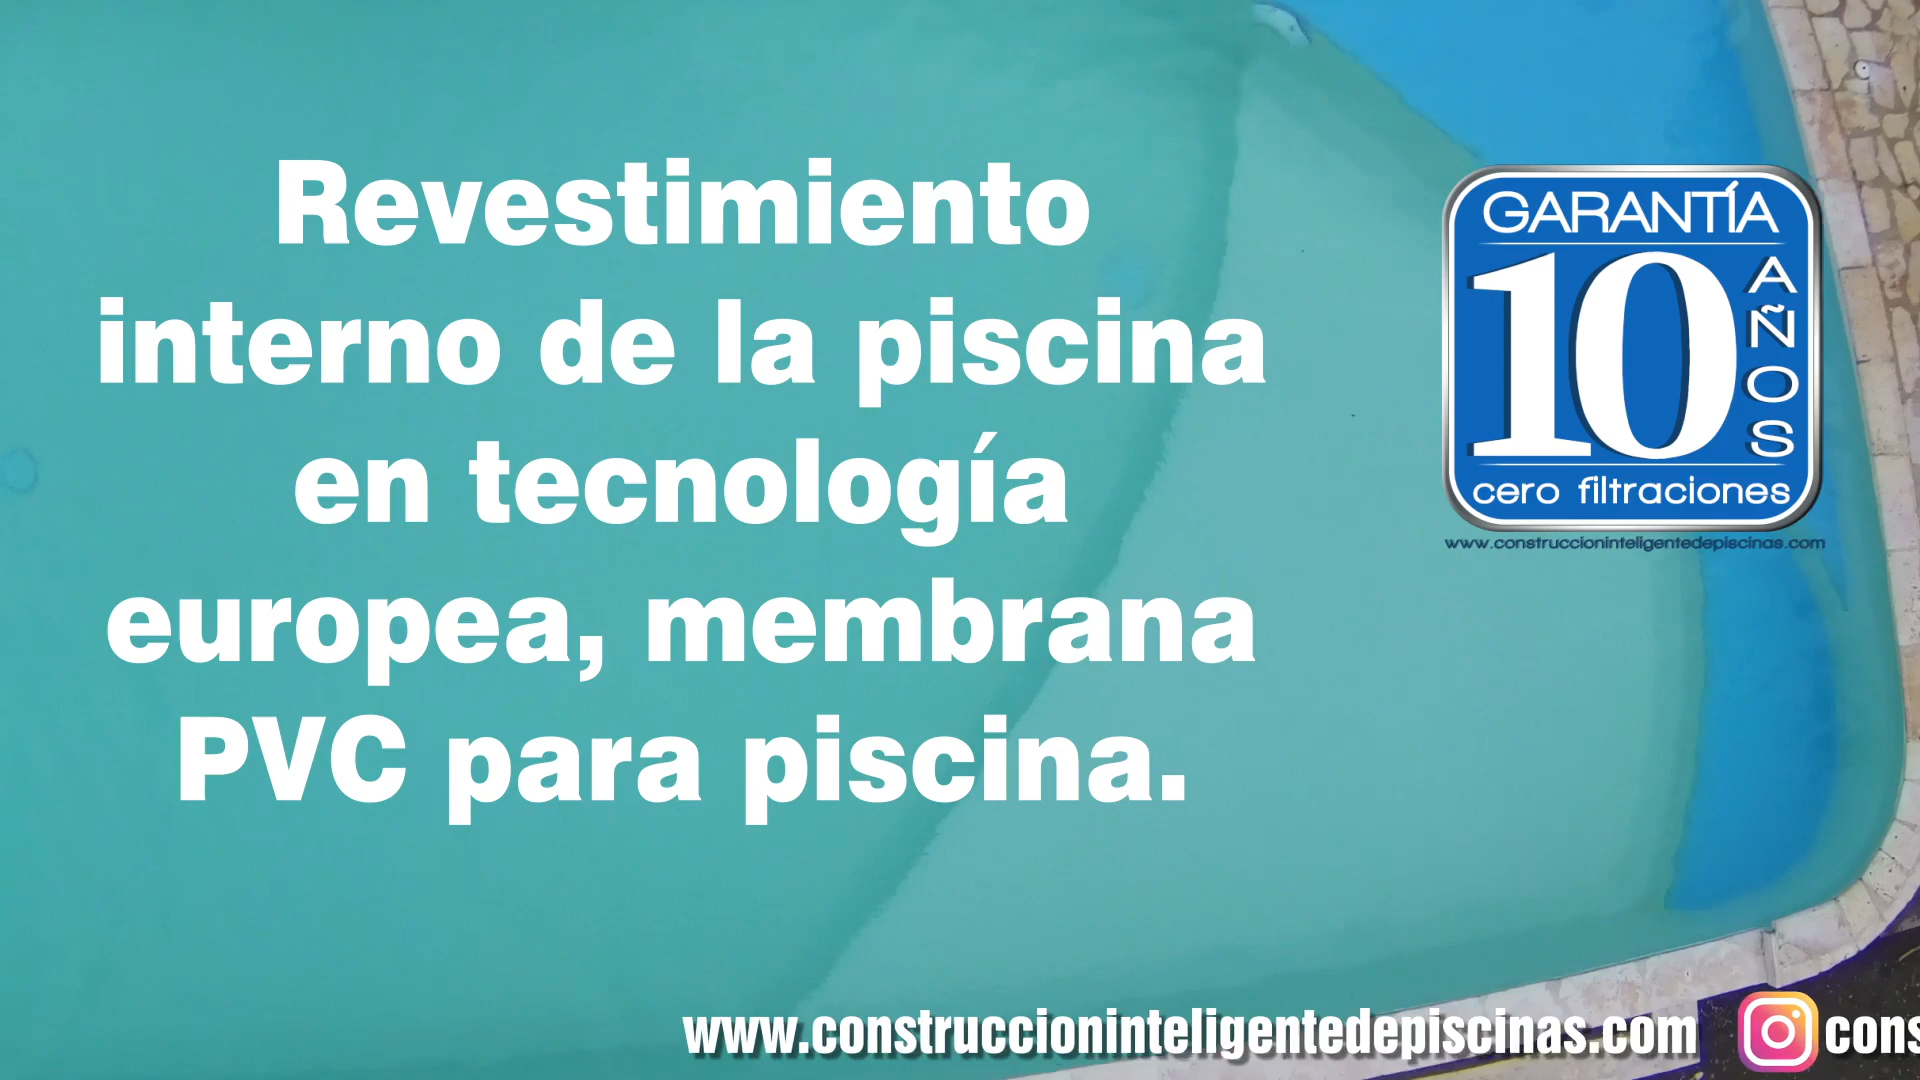 Revestimiento
interno de la piscina
en tecnología
europea, membrana
PVC para piscina.
GARANTÍA
10 AÑOS
cero filtraciones
www.construccioninteligentedepiscinas.com
www.construccioninteligentedepiscinas.com
cons